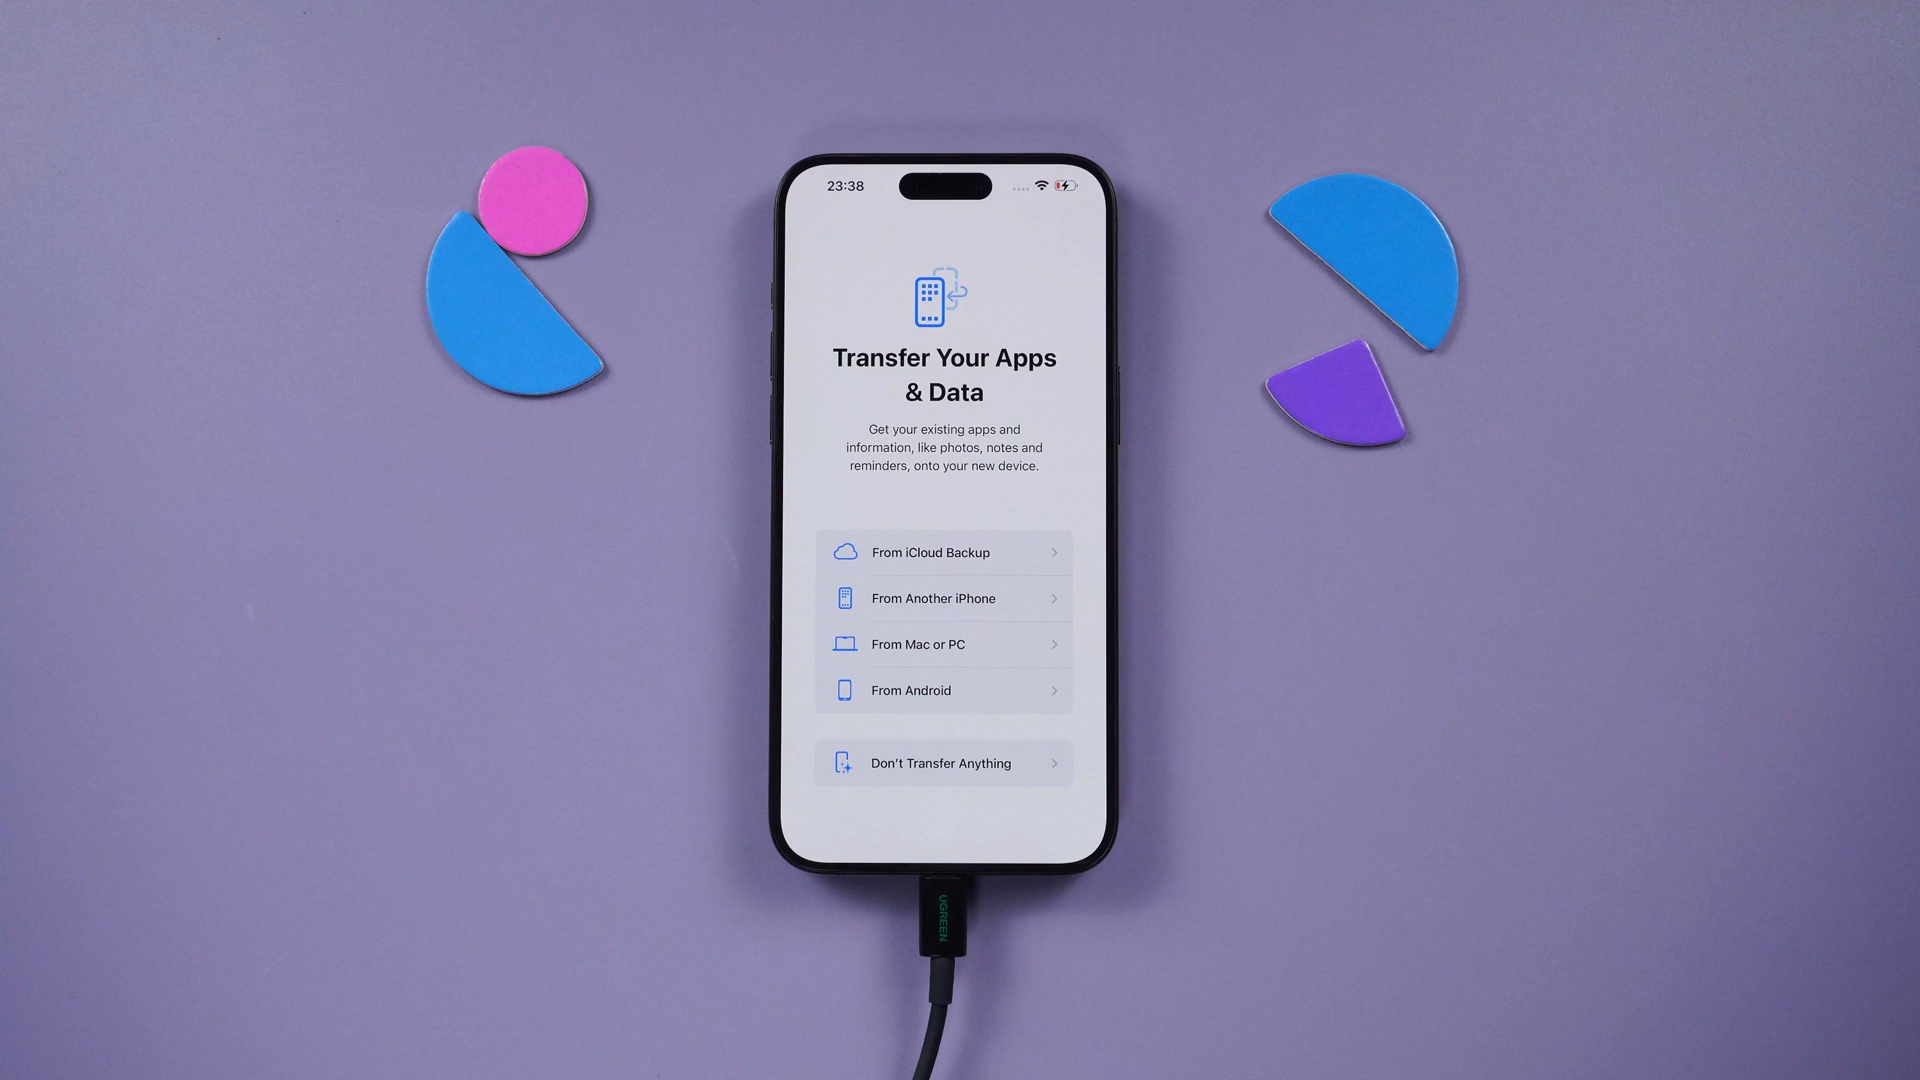 23:38
Transfer Your Apps
& Data
Get your existing apps and
information, like photos, notes and
reminders, onto your new device.
From iCloud Backup
From Another iPhone
From Mac or PC
From Android
Don’t Transfer Anything
UGREEN